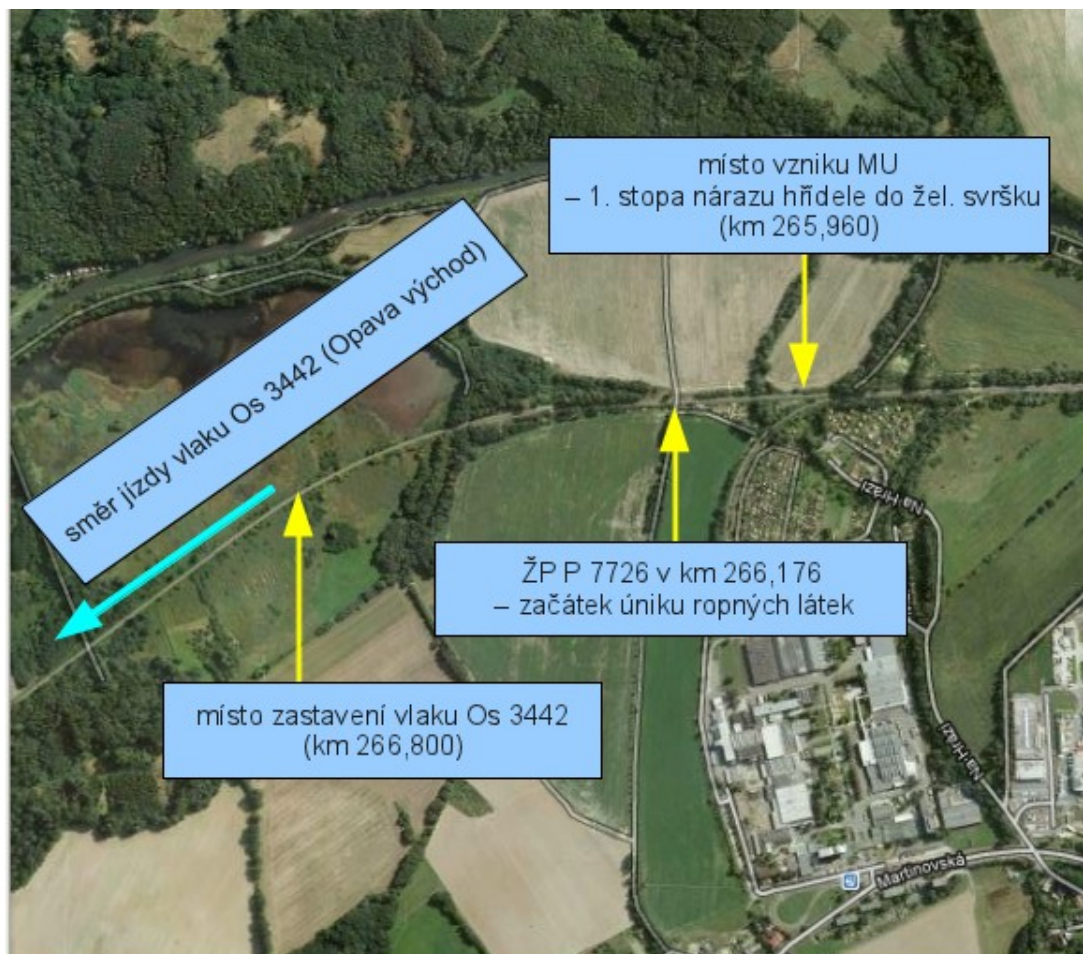 místo vzniku MU
– 1. stopa nárazu hřídele do žel. svršku
(km 265,960)
směr jízdy vlaku Os 3442 (Opava východ)
Na Hrází
ŽP P 7726 v km 266,176
– začátek úniku ropných látek
místo zastavení vlaku Os 3442
(km 266,800)
Na Hrází
Martinovská